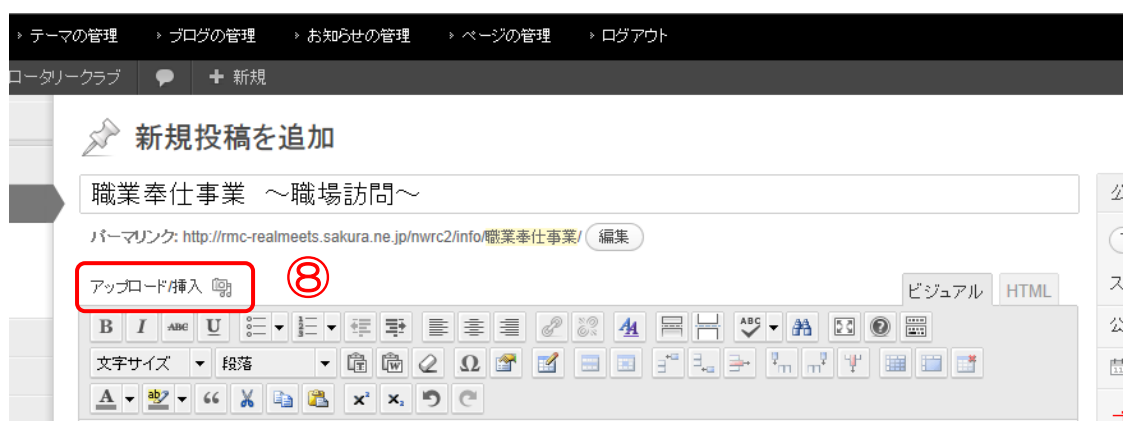 テーマの管理 ブログの管理 お知らせの管理 ページの管理 ログアウト
ロータリークラブ + 新規
新規投稿を追加
職業奉仕事業 ～職場訪問～
パーマリンク: http://rmc-realmeets.sakura.ne.jp/nwrc2/info/職業奉仕事業/ 編集
アップロード/挿入 ⑧ ビジュアル HTML
B I ABC U ABC
文字サイズ 段落 Ω
A ab x² x₂